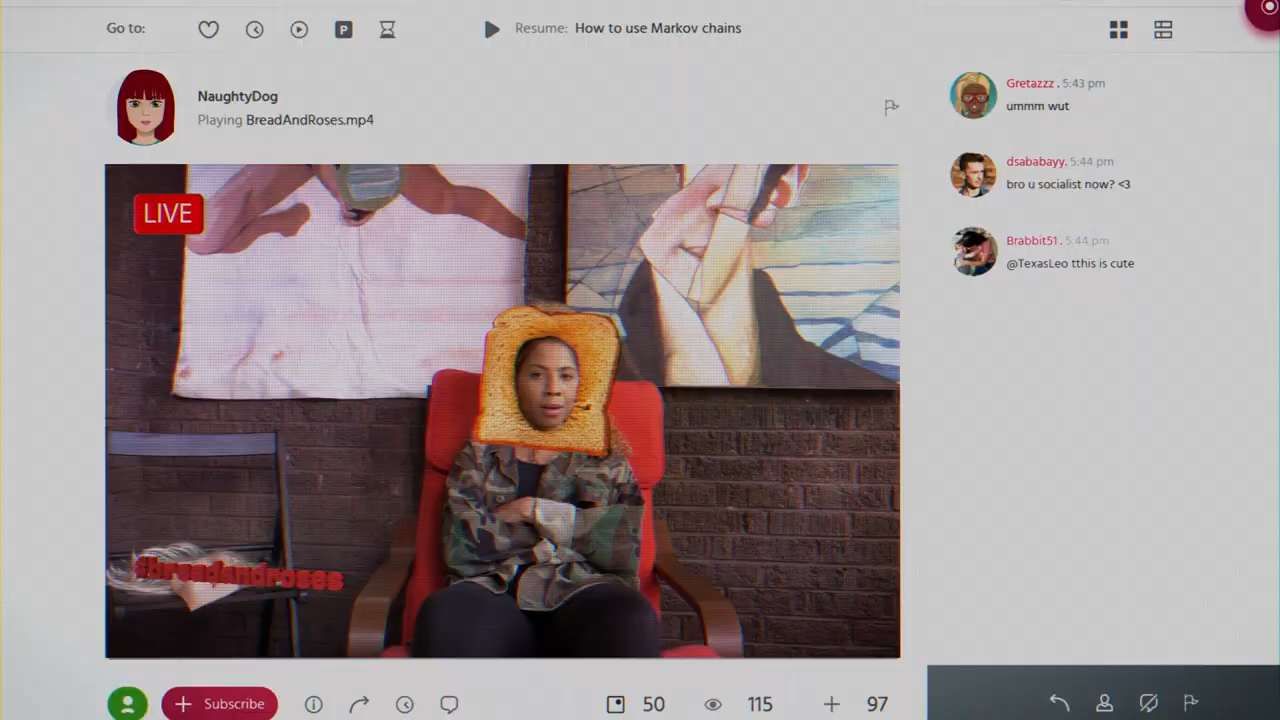 Go to:
P
Resume: How to use Markov chains
NaughtyDog
Playing BreadAndRoses.mp4
LIVE
#breadandroses
Subscribe
50
115
97
Gretazzz . 5:43 pm
ummm wut
dsababayy. 5:44 pm
bro u socialist now? <3
Brabbit51 . 5:44 pm
@TexasLeo tthis is cute